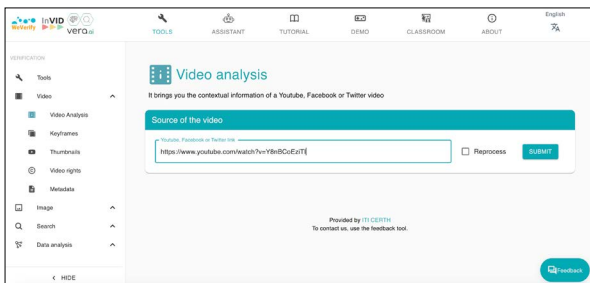 WeVerify
InVID
vera.ai
TOOLS
ASSISTANT
TUTORIAL
DEMO
CLASSROOM
ABOUT
English
VERIFICATION
Tools
Video
Video Analysis
Keyframes
Thumbnails
Video rights
Metadata
Image
Search
Data analysis
< HIDE
Video analysis
It brings you the contextual information of a Youtube, Facebook or Twitter video
Source of the video
Youtube, Facebook or Twitter link
https://www.youtube.com/watch?v=Y8nBCoEziTI
Reprocess
SUBMIT
Provided by ITI CERTH
To contact us, use the feedback tool.
Feedback